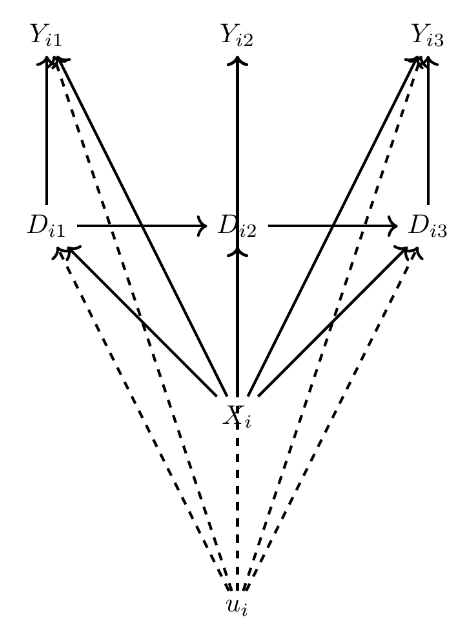 Y_{i1} Y_{i2} Y_{i3}
D_{i1} D_{i2} D_{i3}
X_i
u_i